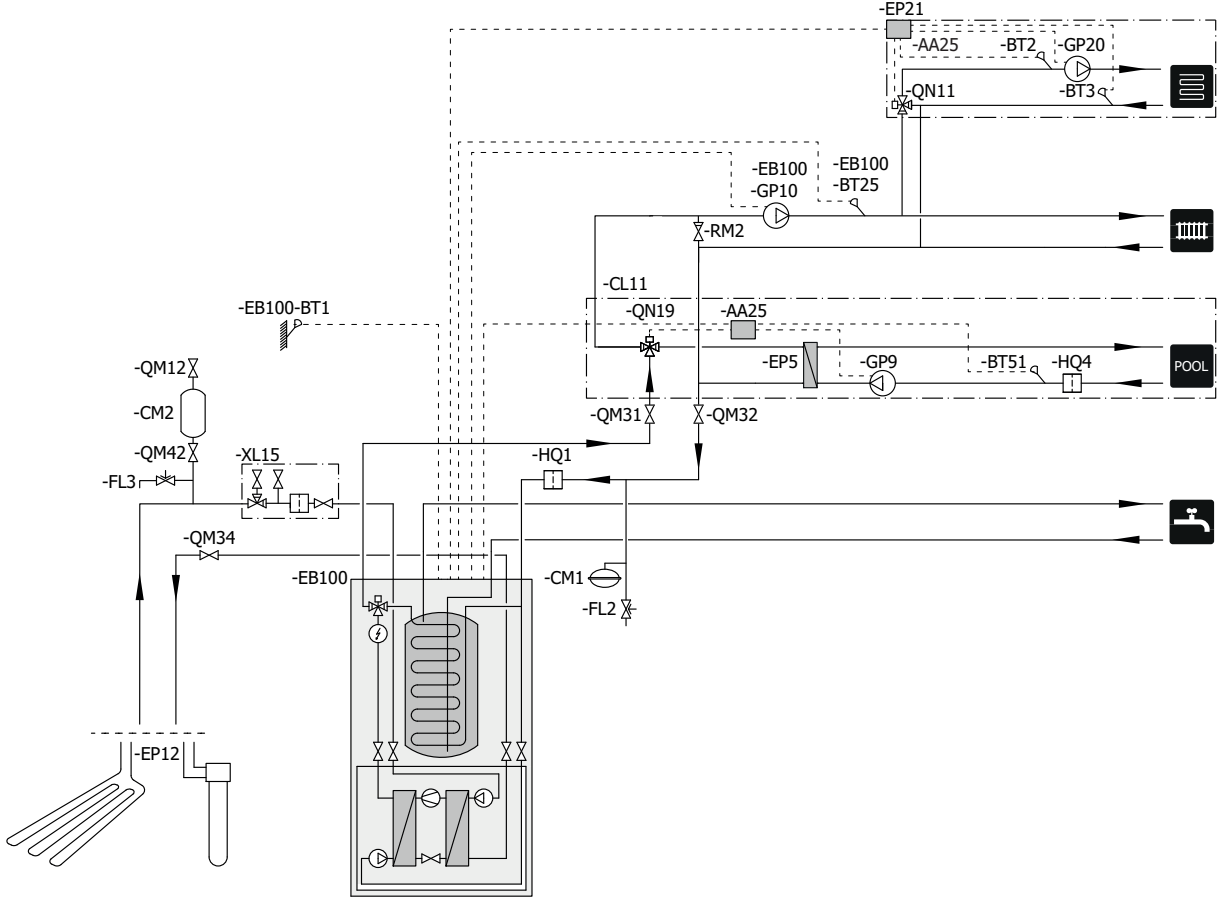 -EP21
-AA25
-BT2
-GP20
-QN11
-BT3
-EB100
-GP10
-EB100
-BT25
-RM2
-CL11
-EB100-BT1
-QN19
-AA25
-QM12
-EP5
-GP9
-BT51
-HQ4
POOL
-CM2
-QM31
-QM32
-QM42
-XL15
-HQ1
-FL3
-QM34
-EB100
-CM1
-FL2
-EP12